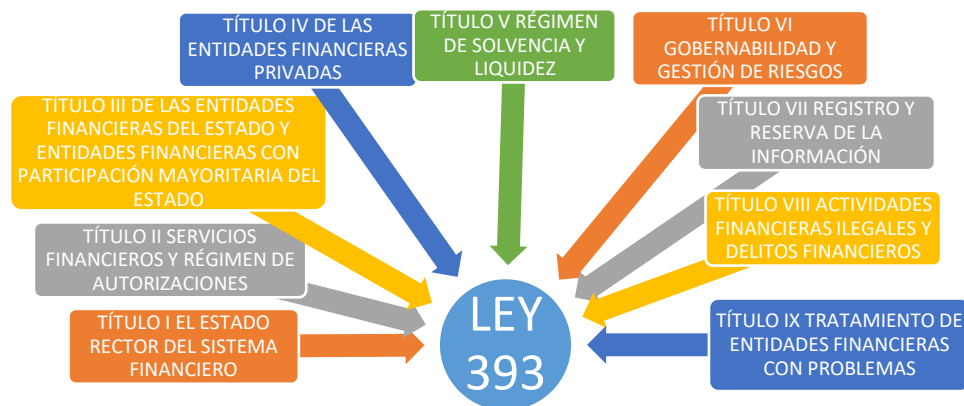 TÍTULO I EL ESTADO
RECTOR DEL SISTEMA
FINANCIERO
TÍTULO II SERVICIOS
FINANCIEROS Y RÉGIMEN DE
AUTORIZACIONES
TÍTULO III DE LAS ENTIDADES
FINANCIERAS DEL ESTADO Y
ENTIDADES FINANCIERAS CON
PARTICIPACIÓN MAYORITARIA DEL
ESTADO
TÍTULO IV DE LAS
ENTIDADES FINANCIERAS
PRIVADAS
TÍTULO V RÉGIMEN
DE SOLVENCIA Y
LIQUIDEZ
TÍTULO VI
GOBERNABILIDAD Y
GESTIÓN DE RIESGOS
TÍTULO VII REGISTRO Y
RESERVA DE LA
INFORMACIÓN
TÍTULO VIII ACTIVIDADES
FINANCIERAS ILEGALES Y
DELITOS FINANCIEROS
TÍTULO IX TRATAMIENTO DE
ENTIDADES FINANCIERAS
CON PROBLEMAS
LEY
393